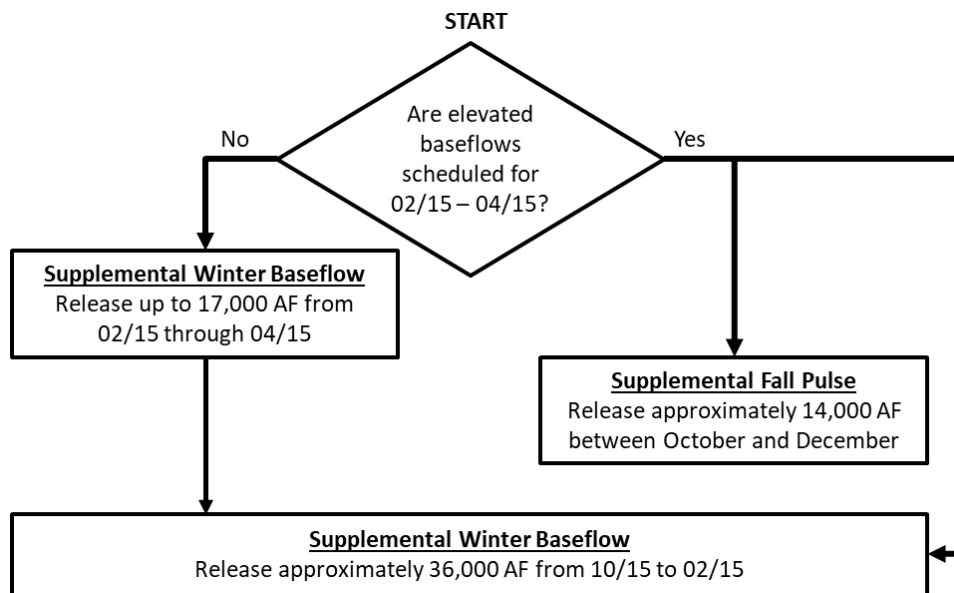 START
Are elevated
baseflows
scheduled for
02/15 – 04/15?
No
Yes
Supplemental Winter Baseflow
Release up to 17,000 AF from
02/15 through 04/15
Supplemental Fall Pulse
Release approximately 14,000 AF
between October and December
Supplemental Winter Baseflow
Release approximately 36,000 AF from 10/15 to 02/15